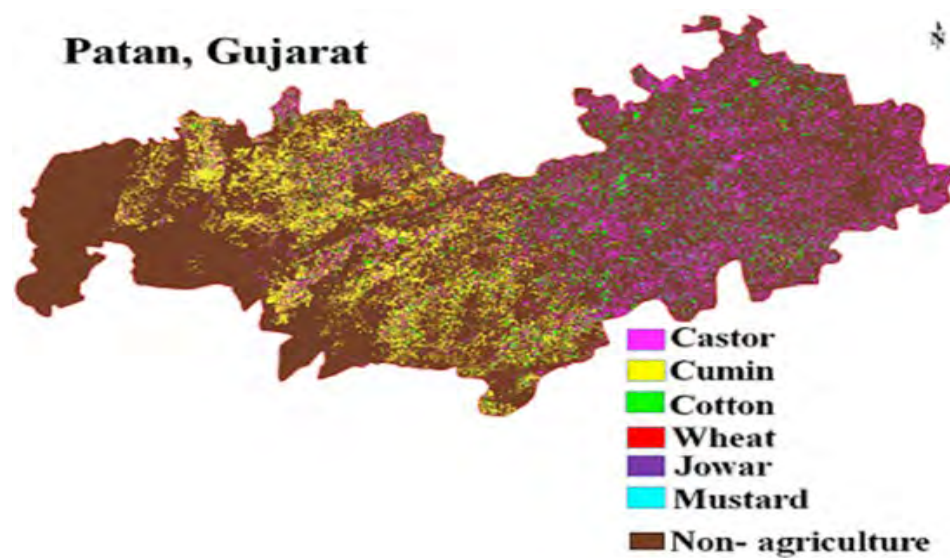 Patan, Gujarat
N
Castor
Cumin
Cotton
Wheat
Jowar
Mustard
Non- agriculture